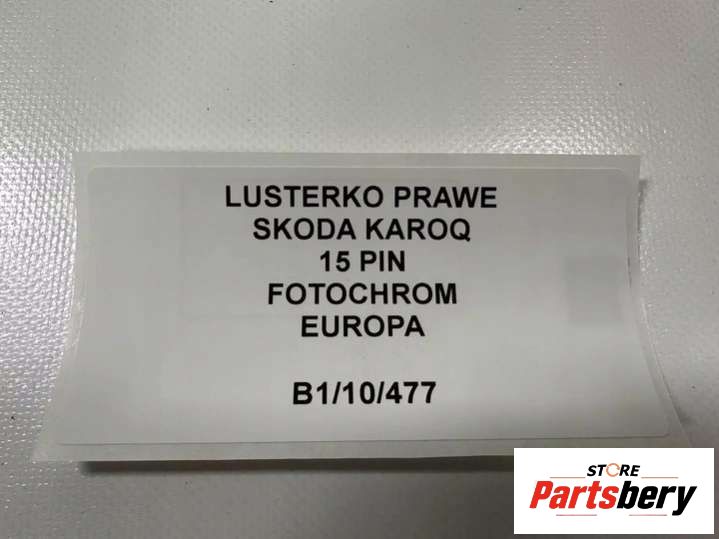 LUSTERKO PRAWE
SKODA KAROQ
15 PIN
FOTOCHROM
EUROPA
B1/10/477
STORE
Partsbery